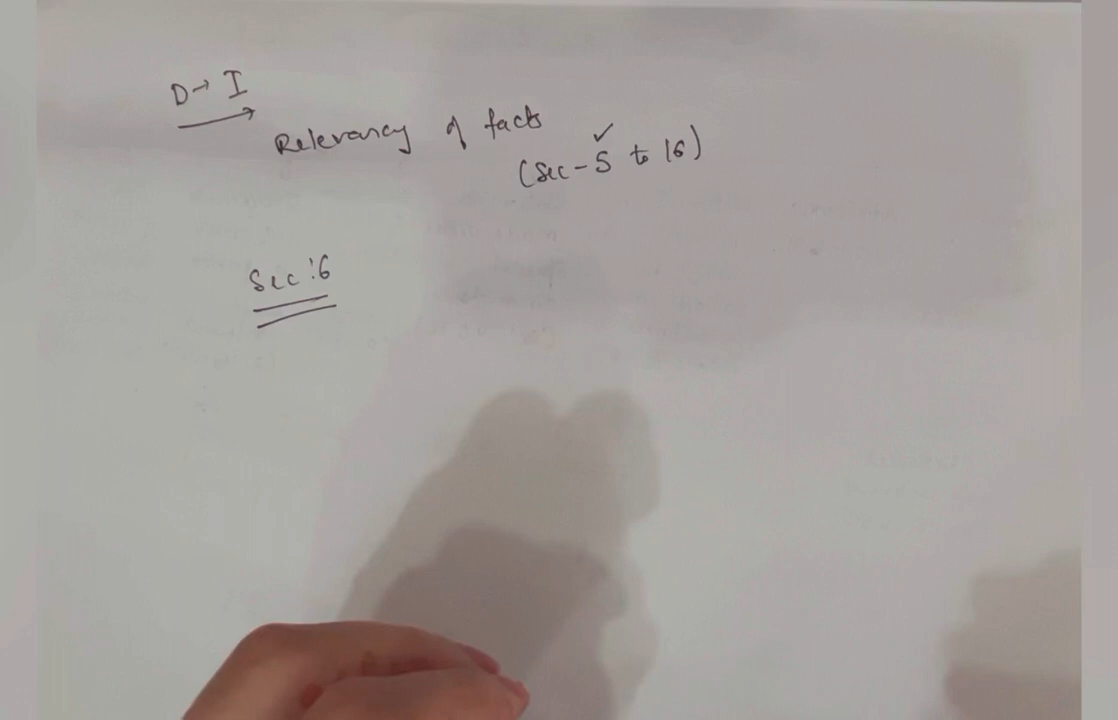 D→ I
Relevancy of facts
(Sec-5 to 16)
Sec:6